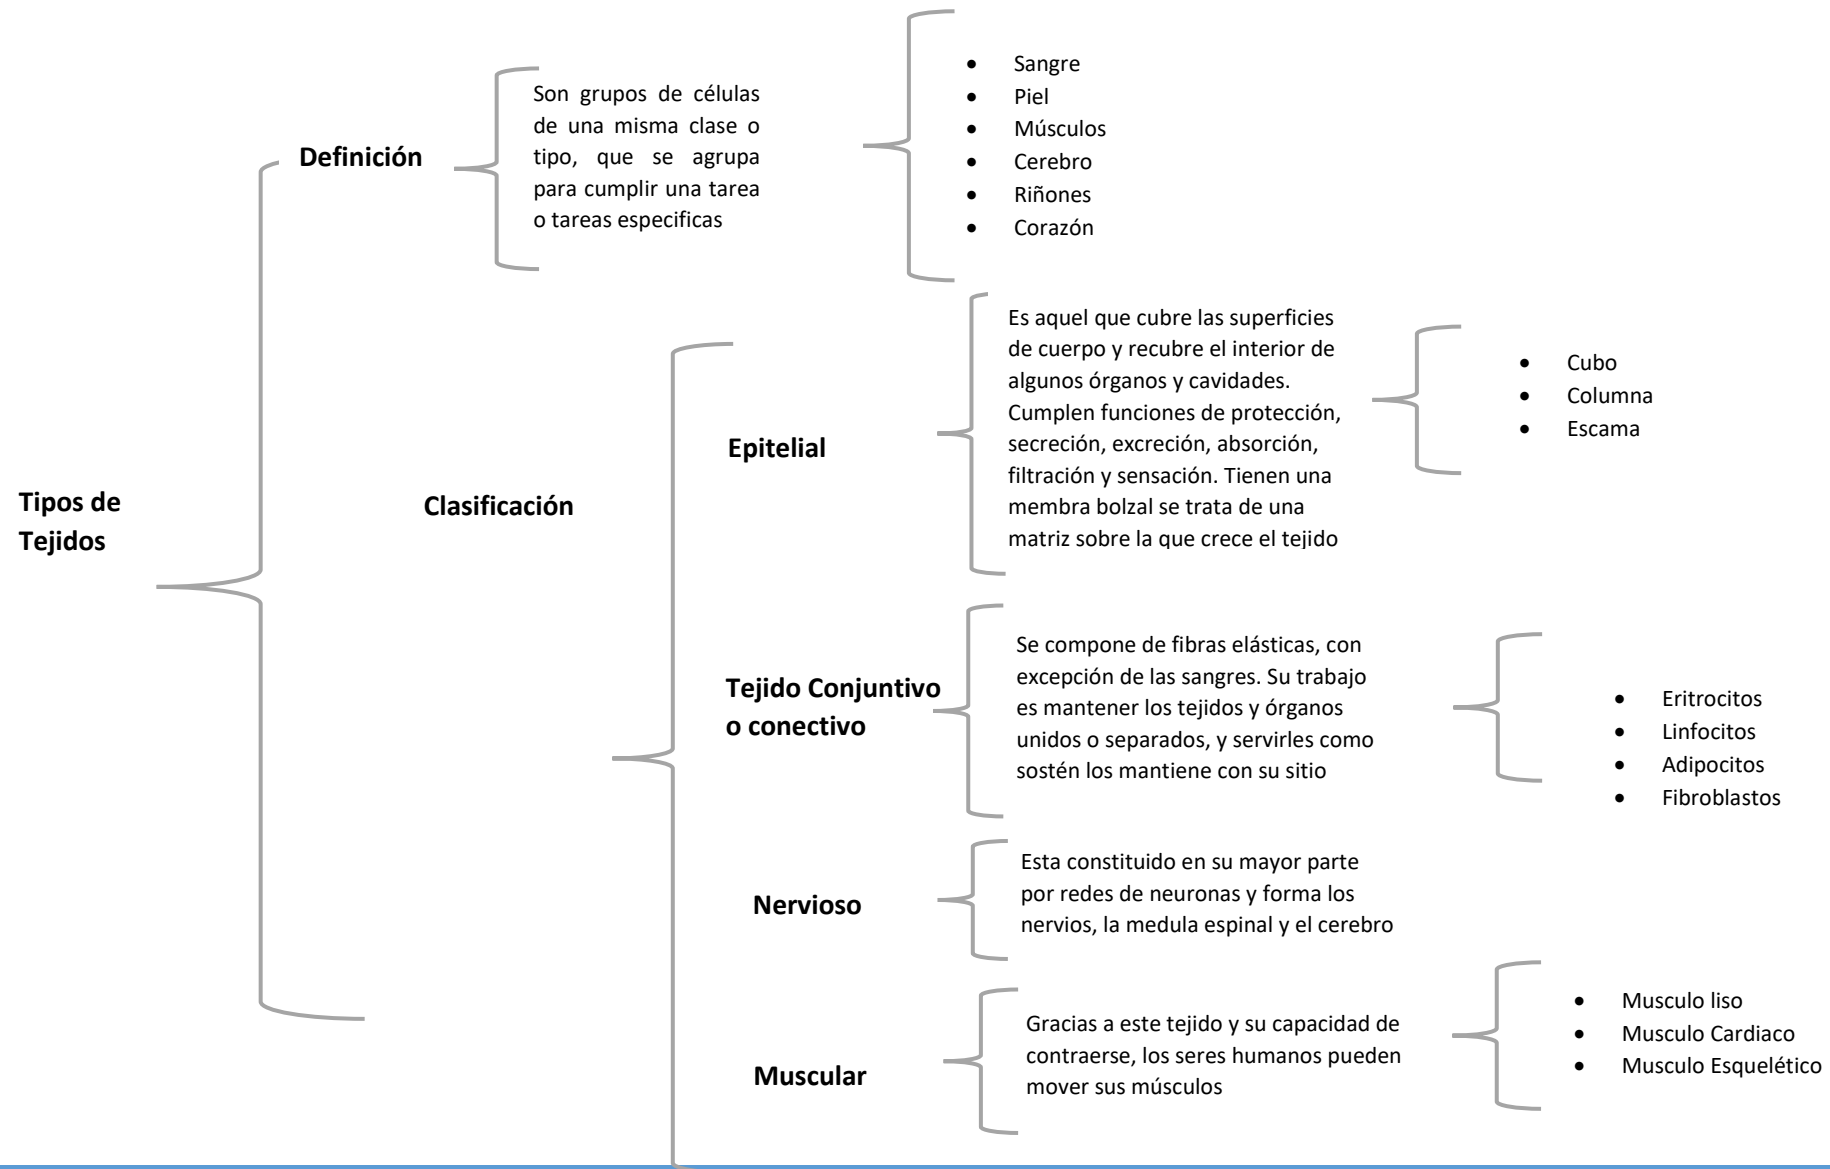 Tipos de
Tejidos
Definición
Son grupos de células
de una misma clase o
tipo, que se agrupa
para cumplir una tarea
o tareas especificas
• Sangre
• Piel
• Músculos
• Cerebro
• Riñones
• Corazón
Clasificación
Epitelial
Es aquel que cubre las superficies
de cuerpo y recubre el interior de
algunos órganos y cavidades.
Cumplen funciones de protección,
secreción, excreción, absorción,
filtración y sensación. Tienen una
membra bolzal se trata de una
matriz sobre la que crece el tejido
• Cubo
• Columna
• Escama
Tejido Conjuntivo
o conectivo
Se compone de fibras elásticas, con
excepción de las sangres. Su trabajo
es mantener los tejidos y órganos
unidos o separados, y servirles como
sostén los mantiene con su sitio
• Eritrocitos
• Linfocitos
• Adipocitos
• Fibroblastos
Nervioso
Esta constituido en su mayor parte
por redes de neuronas y forma los
nervios, la medula espinal y el cerebro
Muscular
Gracias a este tejido y su capacidad de
contraerse, los seres humanos pueden
mover sus músculos
• Musculo liso
• Musculo Cardiaco
• Musculo Esquelético